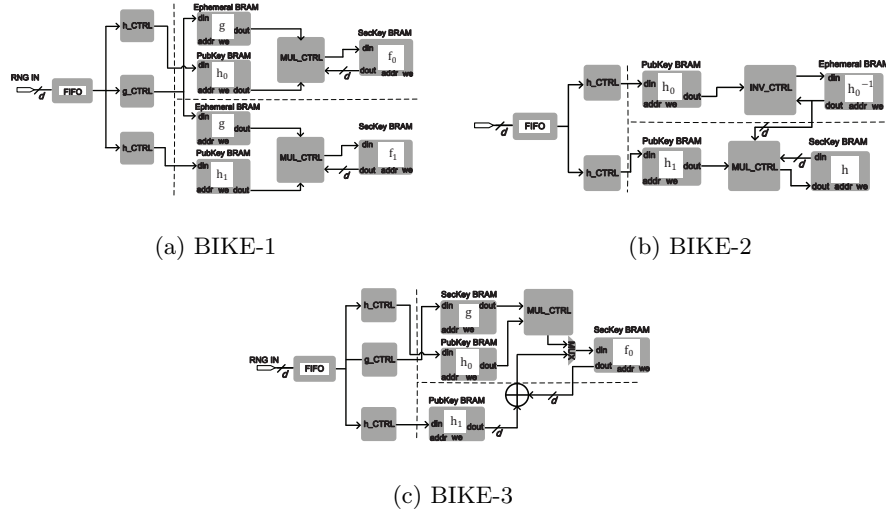 Ephemeral BRAM
h_CTRL
din
g
dout
addr we
SecKey BRAM
PubKey BRAM
MUL_CTRL
din
f₀
RNG IN
din
h₀
d
dout addr we
d
FIFO
g_CTRL
addr we dout
Ephemeral BRAM
din
g
dout
addr we
SecKey BRAM
h_CTRL
PubKey BRAM
MUL_CTRL
din
f₁
din
h₁
d
dout addr we
addr we dout
(a) BIKE-1
PubKey BRAM
Ephemeral BRAM
h_CTRL
din
h₀
INV_CTRL
din
h₀⁻¹
addr we dout
dout addr we
d
FIFO
d
PubKey BRAM
SecKey BRAM
h_CTRL
din
h₁
MUL_CTRL
d
din
h
addr we dout
dout addr we
(b) BIKE-2
SecKey BRAM
h_CTRL
din
g
dout
MUL_CTRL
addr we
PubKey BRAM
SecKey BRAM
RNG IN
g_CTRL
din
h₀
MUX
din
f₀
d
FIFO
addr we dout
dout
addr we
PubKey BRAM
d
h_CTRL
din
h₁
dout
d
addr we
(c) BIKE-3